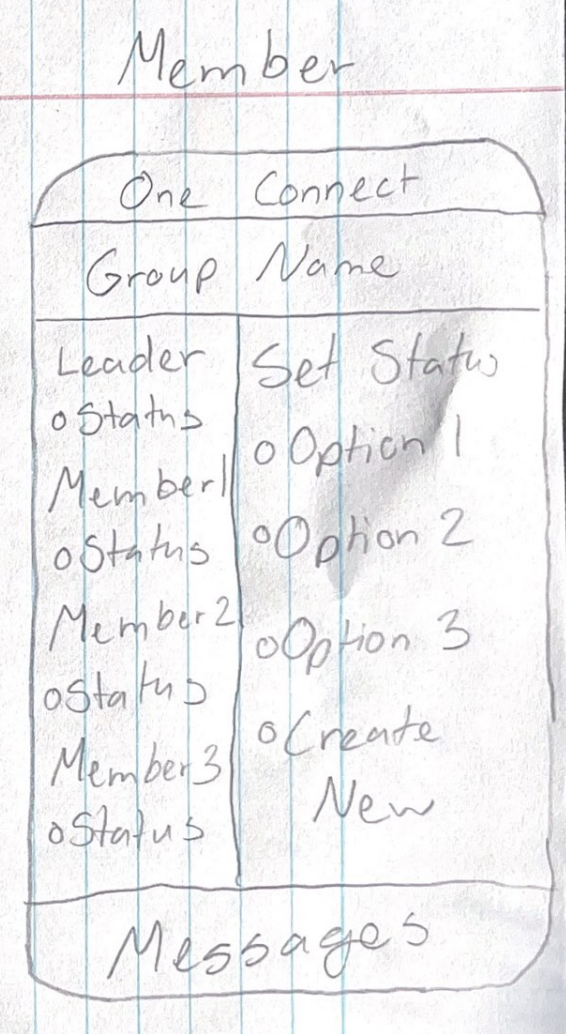 Member
One Connect
Group Name
Leader
o Status
Member1
o Status
Member2
o Status
Member3
o Status
Set Status
o Option 1
o Option 2
o Option 3
o Create
New
Messages